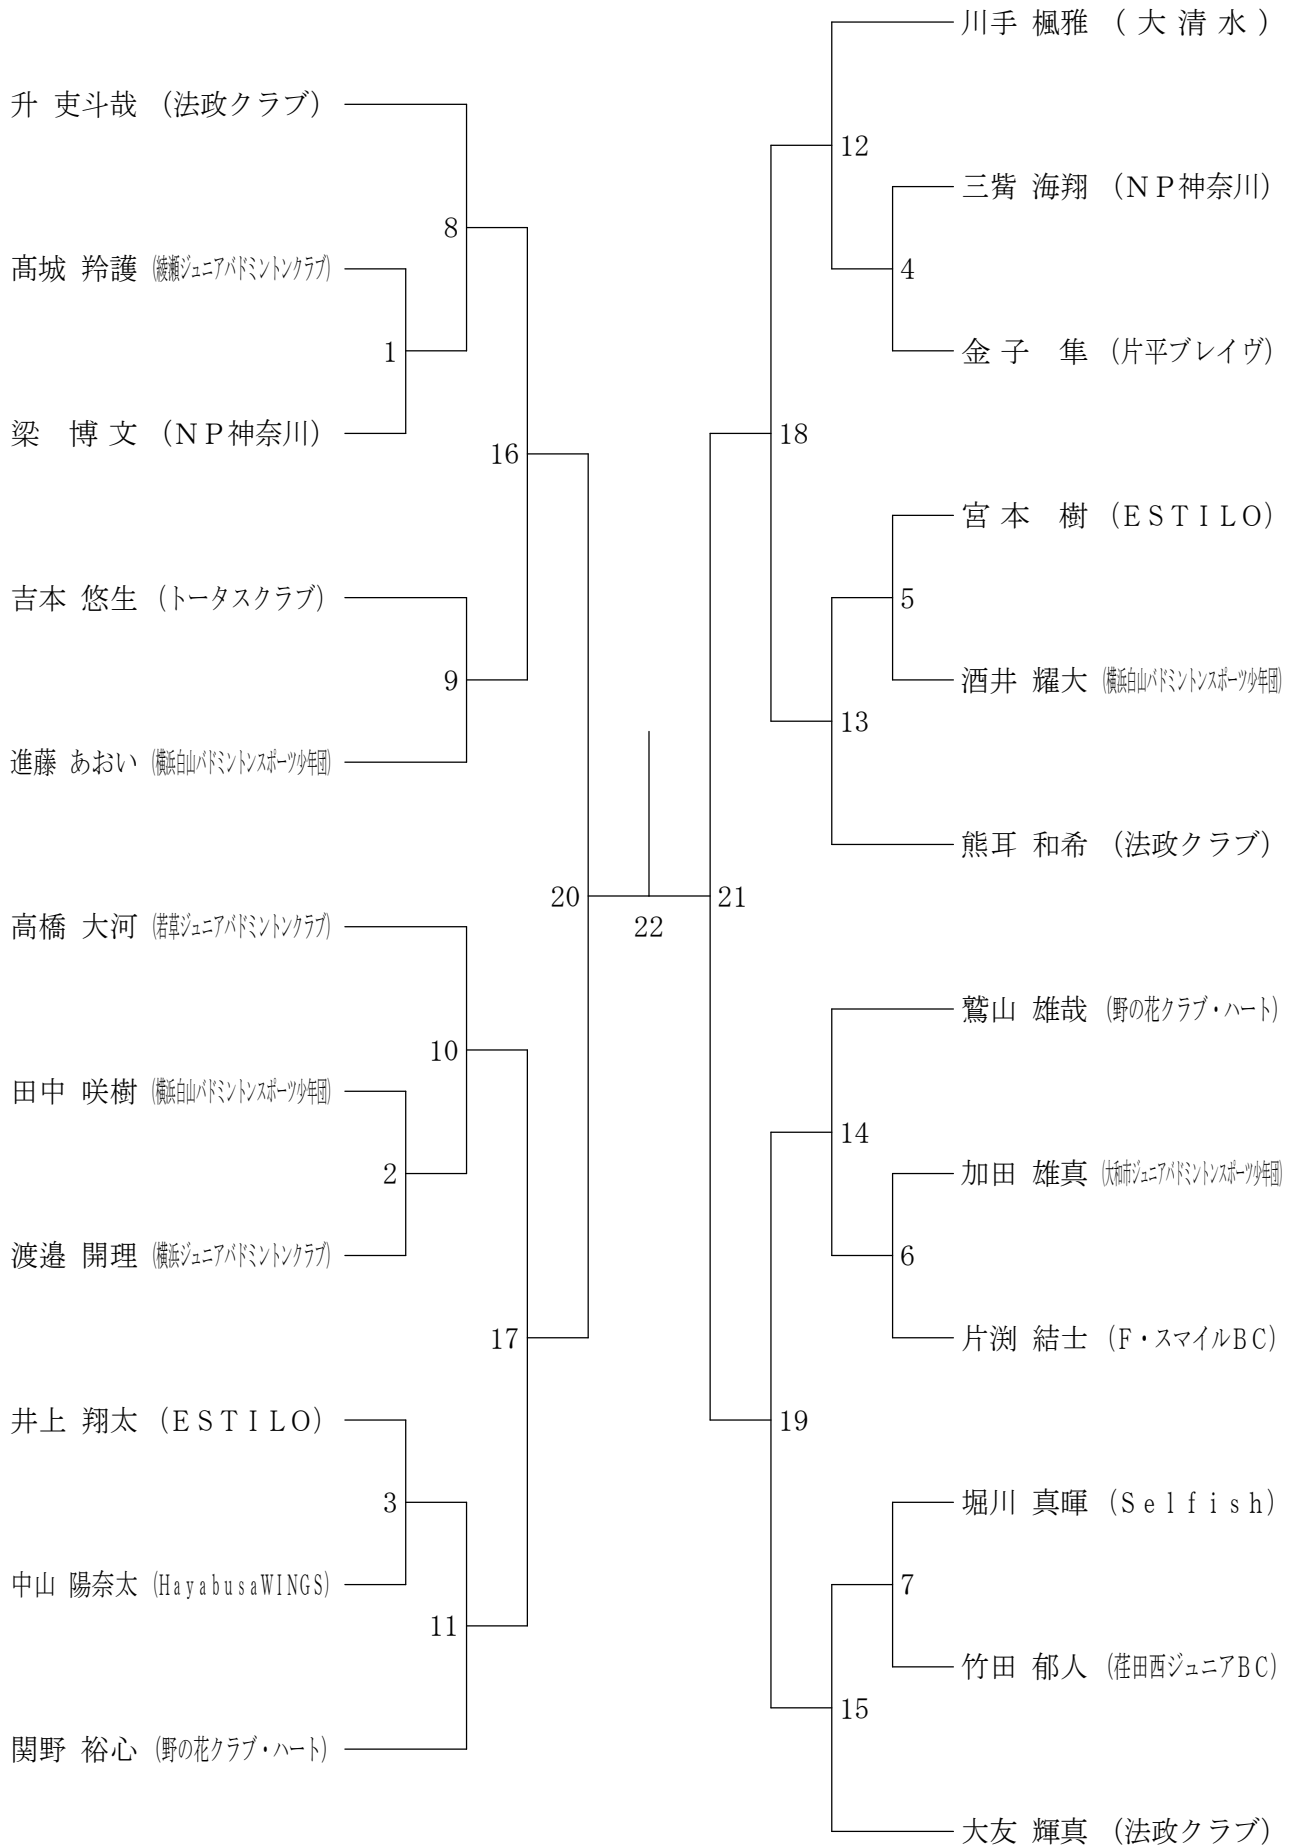 升 吏斗哉 (法政クラブ)
8
髙城 羚護 (綾瀬ジュニアバドミントンクラブ)
1
梁 博文 (NP神奈川)
16
吉本 悠生 (トータスクラブ)
9
進藤 あおい (横浜白山バドミントンスポーツ少年団)
20
高橋 大河 (若草ジュニアバドミントンクラブ)
10
田中 咲樹 (横浜白山バドミントンスポーツ少年団)
2
渡邉 開理 (横浜ジュニアバドミントンクラブ)
17
井上 翔太 (ESTILO)
3
中山 陽奈太 (HayabusaWINGS)
11
関野 裕心 (野の花クラブ・ハート)
22
川手 楓雅 (大清水)
12
三觜 海翔 (NP神奈川)
4
金子 隼 (片平ブレイヴ)
18
宮本 樹 (ESTILO)
5
酒井 耀大 (横浜白山バドミントンスポーツ少年団)
13
熊耳 和希 (法政クラブ)
21
鷲山 雄哉 (野の花クラブ・ハート)
14
加田 雄真 (大和市ジュニアバドミントンスポーツ少年団)
6
片渕 結士 (F・スマイルBC)
19
堀川 真暉 (Selfish)
7
竹田 郁人 (荏田西ジュニアBC)
15
大友 輝真 (法政クラブ)